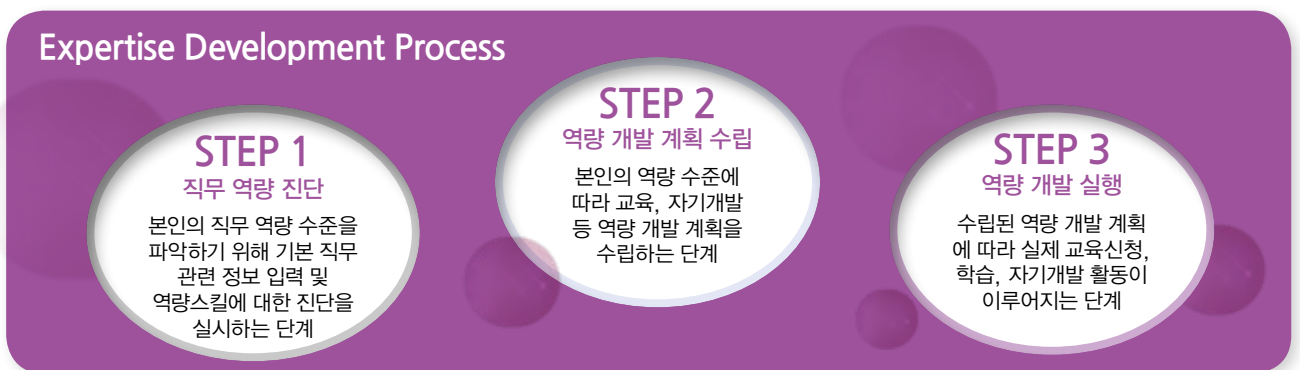 Expertise Development Process
STEP 1
직무 역량 진단
본인의 직무 역량 수준을
파악하기 위해 기본 직무
관련 정보 입력 및
역량스킬에 대한 진단을
실시하는 단계
STEP 2
역량 개발 계획 수립
본인의 역량 수준에
따라 교육, 자기개발
등 역량 개발 계획을
수립하는 단계
STEP 3
역량 개발 실행
수립된 역량 개발 계획
에 따라 실제 교육신청,
학습, 자기개발 활동이
이루어지는 단계